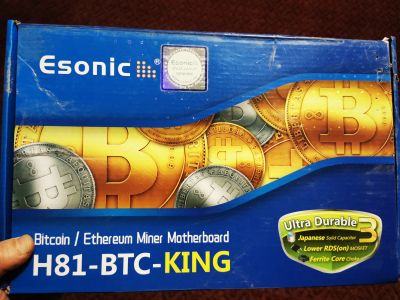 Esonic ®
Esonic
Bitcoin / Ethereum Miner Motherboard
H81-BTC-KING
Ultra Durable 3
Japanese Solid Capacitor
Lower RDS(on) MOSFET
Ferrite Core Choke